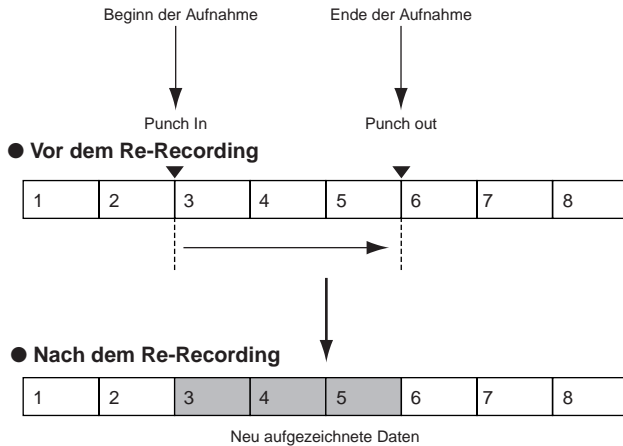 Beginn der Aufnahme Ende der Aufnahme
Punch In Punch out
● Vor dem Re-Recording
1 2 3 4 5 6 7 8
● Nach dem Re-Recording
1 2 3 4 5 6 7 8
Neu aufgezeichnete Daten